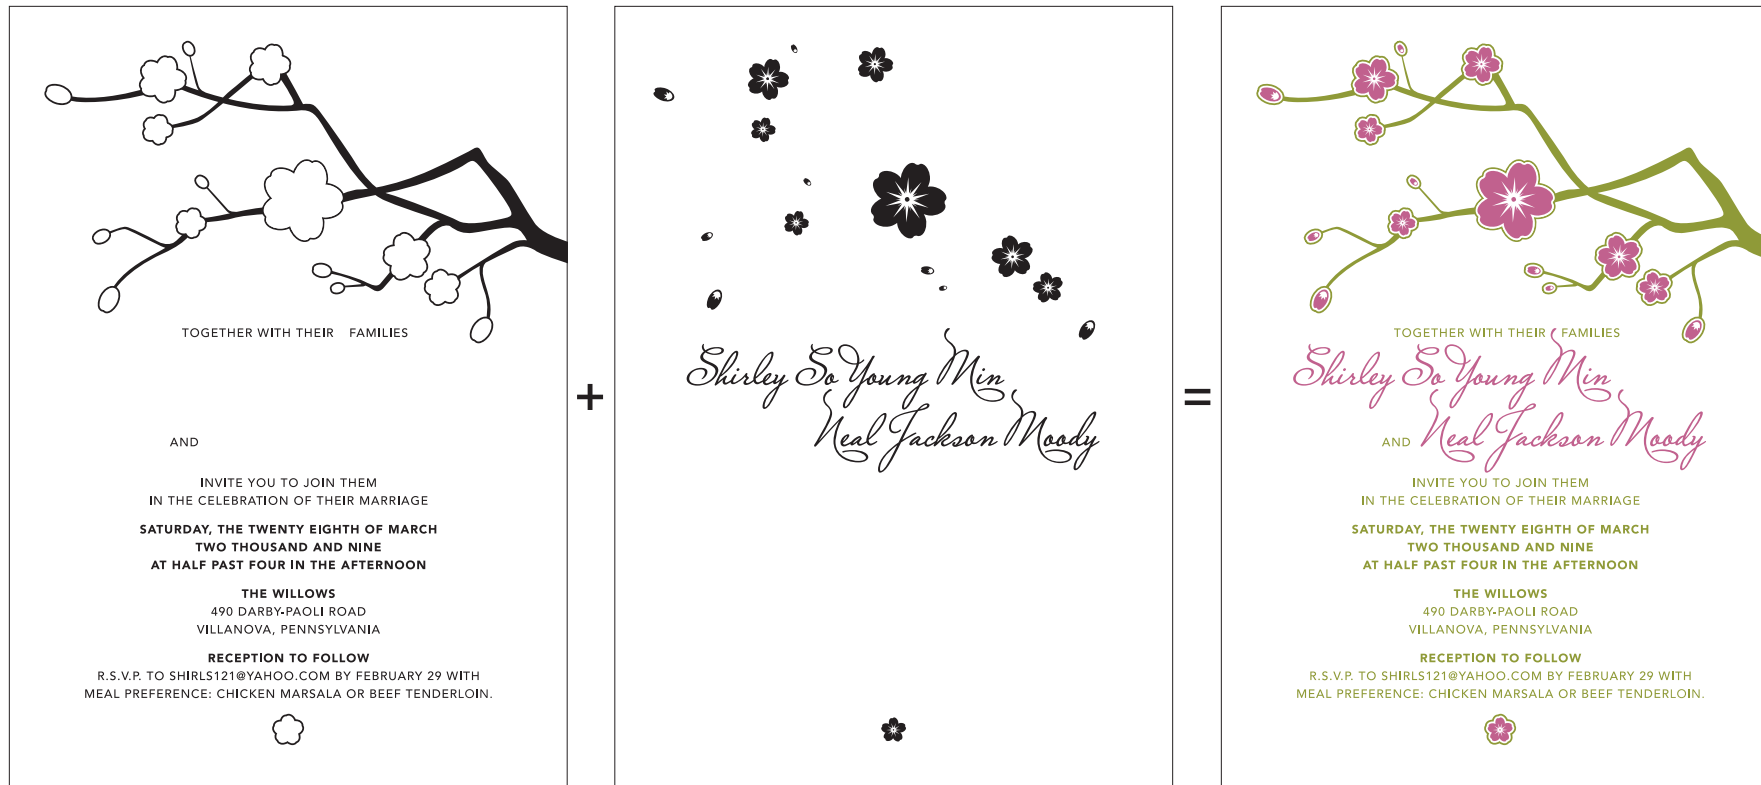 TOGETHER WITH THEIR FAMILIES
AND
INVITE YOU TO JOIN THEM
IN THE CELEBRATION OF THEIR MARRIAGE
SATURDAY, THE TWENTY EIGHTH OF MARCH
TWO THOUSAND AND NINE
AT HALF PAST FOUR IN THE AFTERNOON
THE WILLOWS
490 DARBY-PAOLI ROAD
VILLANOVA, PENNSYLVANIA
RECEPTION TO FOLLOW
R.S.V.P. TO SHIRLS121@YAHOO.COM BY FEBRUARY 29 WITH
MEAL PREFERENCE: CHICKEN MARSALA OR BEEF TENDERLOIN.
+
Shirley So Young Min
Neal Jackson Moody
=
TOGETHER WITH THEIR FAMILIES
Shirley So Young Min
AND Neal Jackson Moody
INVITE YOU TO JOIN THEM
IN THE CELEBRATION OF THEIR MARRIAGE
SATURDAY, THE TWENTY EIGHTH OF MARCH
TWO THOUSAND AND NINE
AT HALF PAST FOUR IN THE AFTERNOON
THE WILLOWS
490 DARBY-PAOLI ROAD
VILLANOVA, PENNSYLVANIA
RECEPTION TO FOLLOW
R.S.V.P. TO SHIRLS121@YAHOO.COM BY FEBRUARY 29 WITH
MEAL PREFERENCE: CHICKEN MARSALA OR BEEF TENDERLOIN.